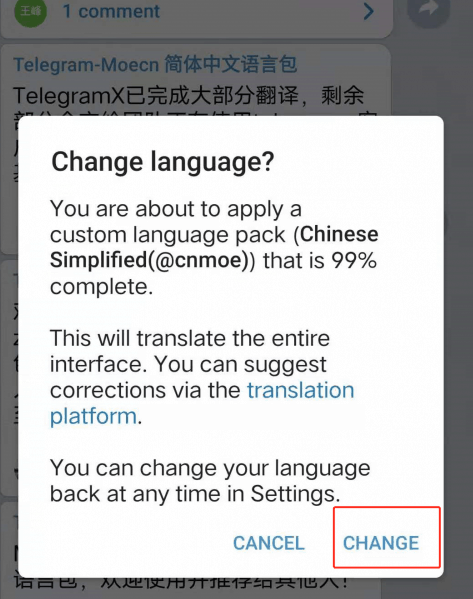 王峰
1 comment
Telegram-Moecn 简体中文语言包
TelegramX已完成大部分翻译，剩余
Change language?
You are about to apply a
custom language pack (Chinese
Simplified(@cnmoe)) that is 99%
complete.
This will translate the entire
interface. You can suggest
corrections via the translation
platform.
You can change your language
back at any time in Settings.
CANCEL
CHANGE
语言包，欢迎使用并推荐给其他人！